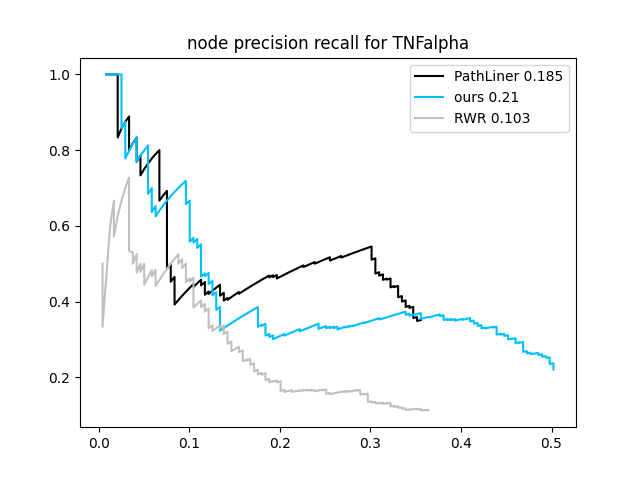 node precision recall for TNFalpha
PathLiner 0.185
ours 0.21
RWR 0.103
1.0
0.8
0.6
0.4
0.2
0.0 0.1 0.2 0.3 0.4 0.5